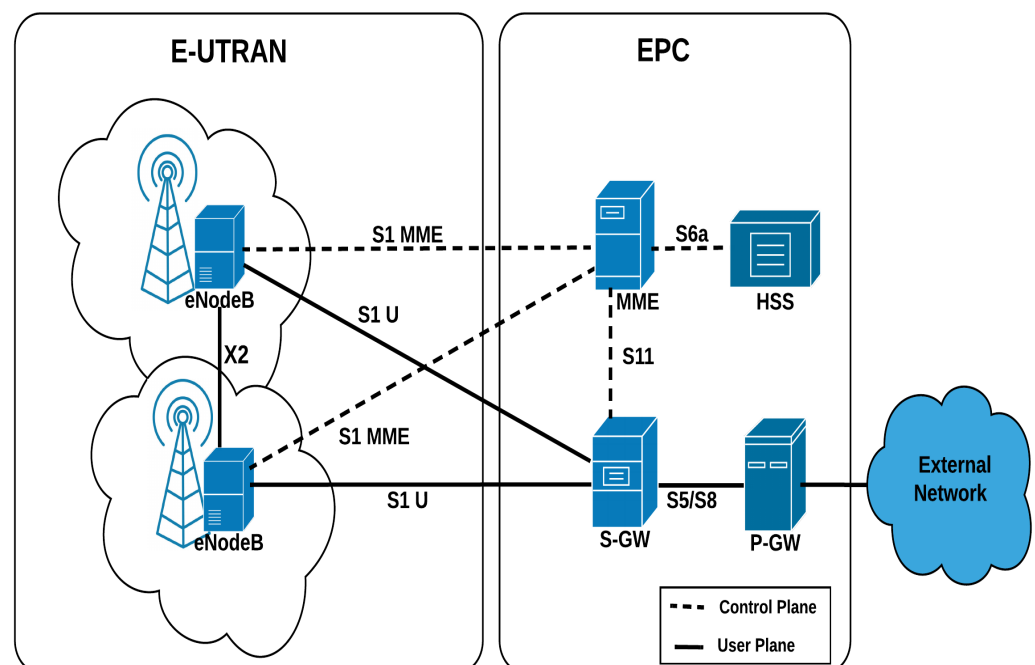 E-UTRAN
EPC
S1 MME
S6a
eNodeB
MME
HSS
S1 U
X2
S11
S1 MME
External
Network
S1 U
S5/S8
eNodeB
S-GW
P-GW
Control Plane
User Plane